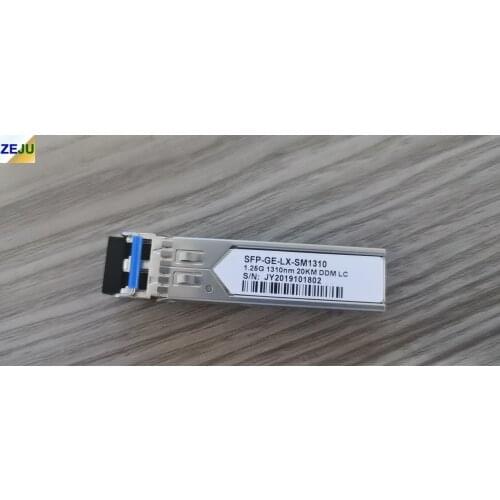 ZEJU
SFP-GE-LX-SM1310
1.25G 1310nm 20KM DDM LC
S/N: JY2019101802